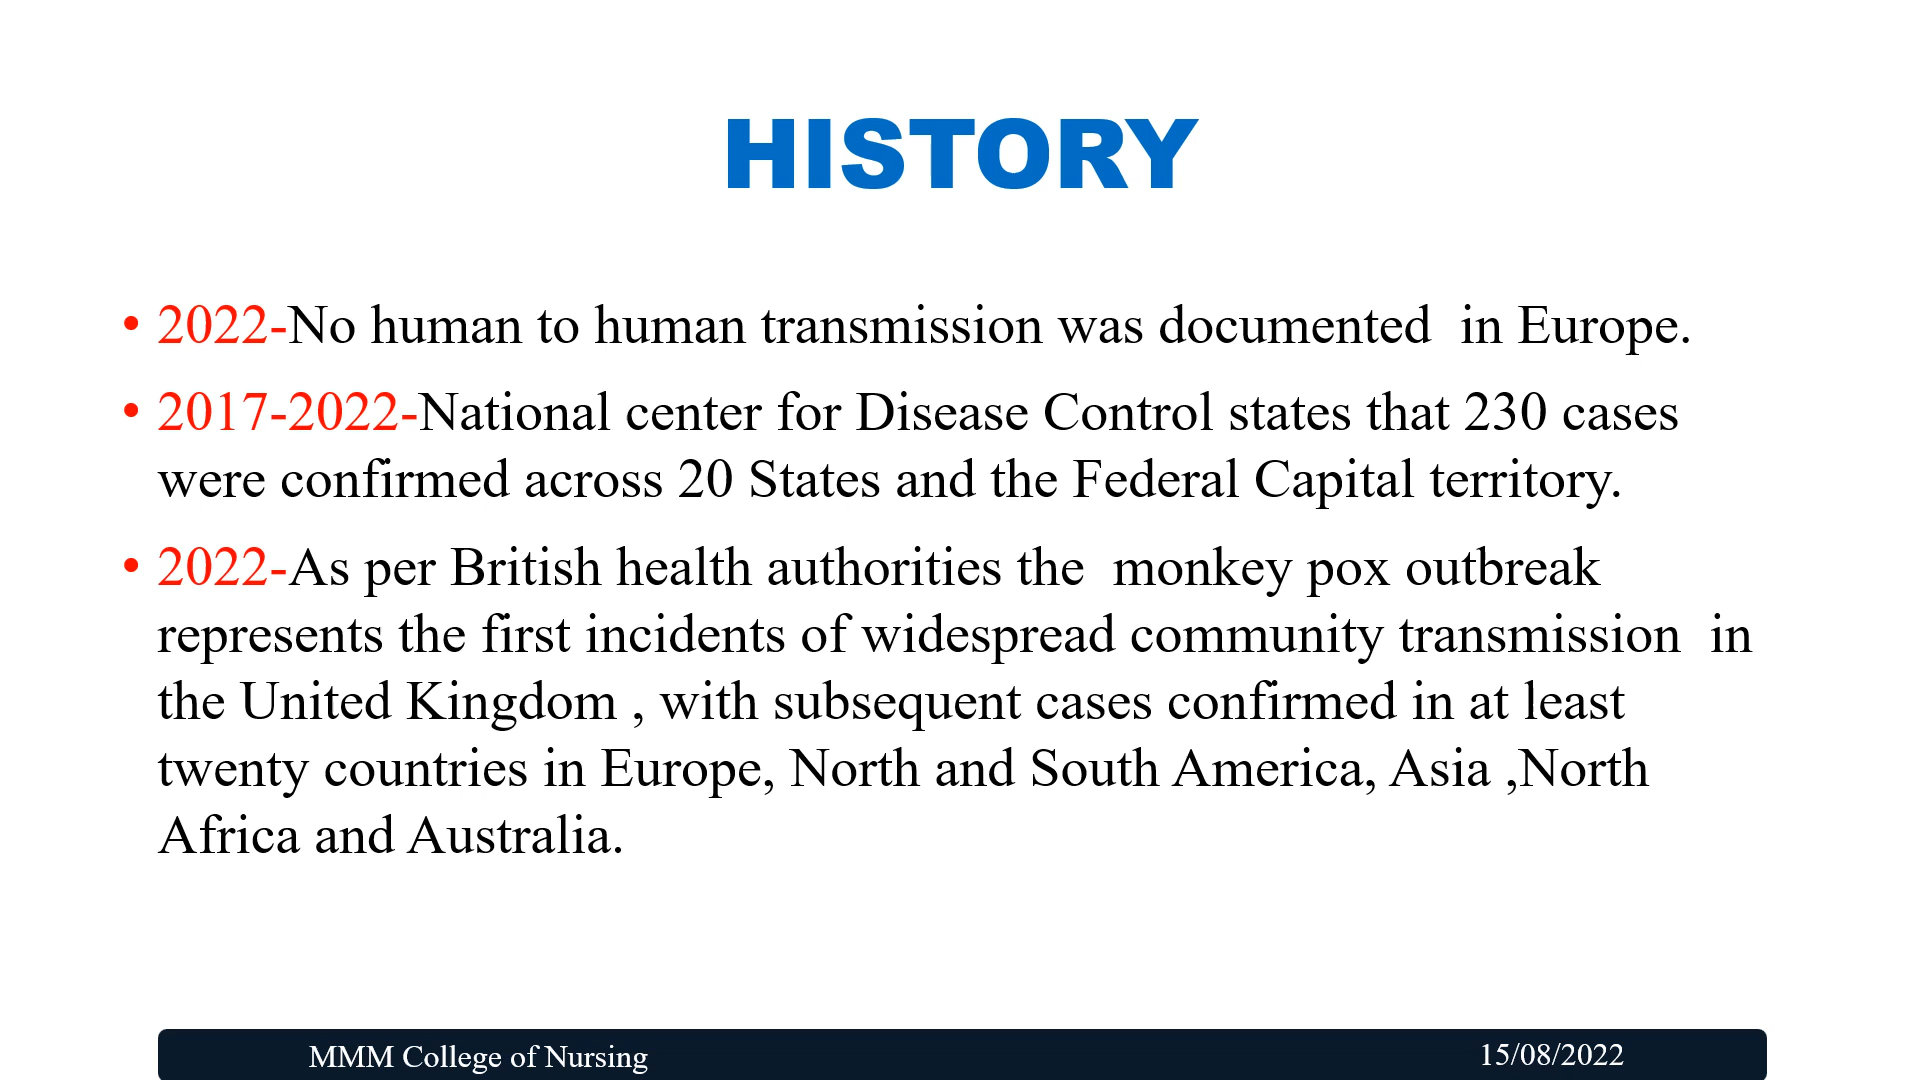 HISTORY
• 2022-No human to human transmission was documented  in Europe.
• 2017-2022-National center for Disease Control states that 230 cases
were confirmed across 20 States and the Federal Capital territory.
• 2022-As per British health authorities the  monkey pox outbreak
represents the first incidents of widespread community transmission  in
the United Kingdom , with subsequent cases confirmed in at least
twenty countries in Europe, North and South America, Asia ,North
Africa and Australia.
MMM College of Nursing
15/08/2022